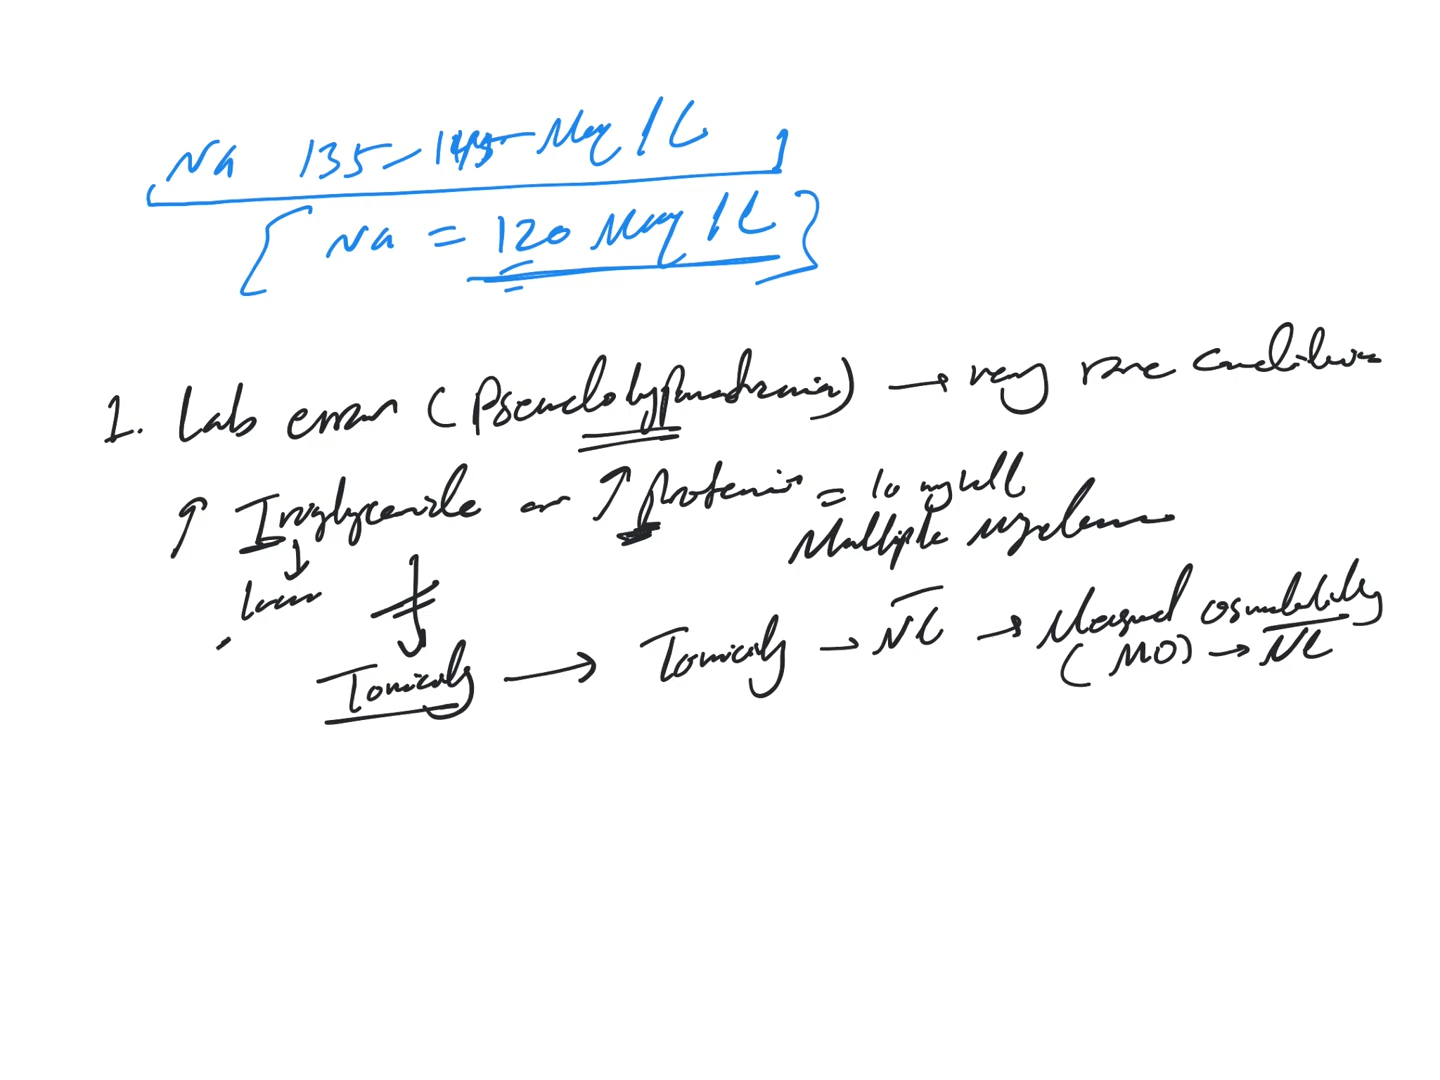 Na 135-145 Meq/L
[Na = 120 Meq/L]
1. Lab error (Pseudohyponatremia) → very rare condition
↑ Triglyceride or ↑ proteins = 10 mg/dl
Multiple myeloma
↓
Tonicity → Tonicity → NL → Measured osmolality
(MO) → NL